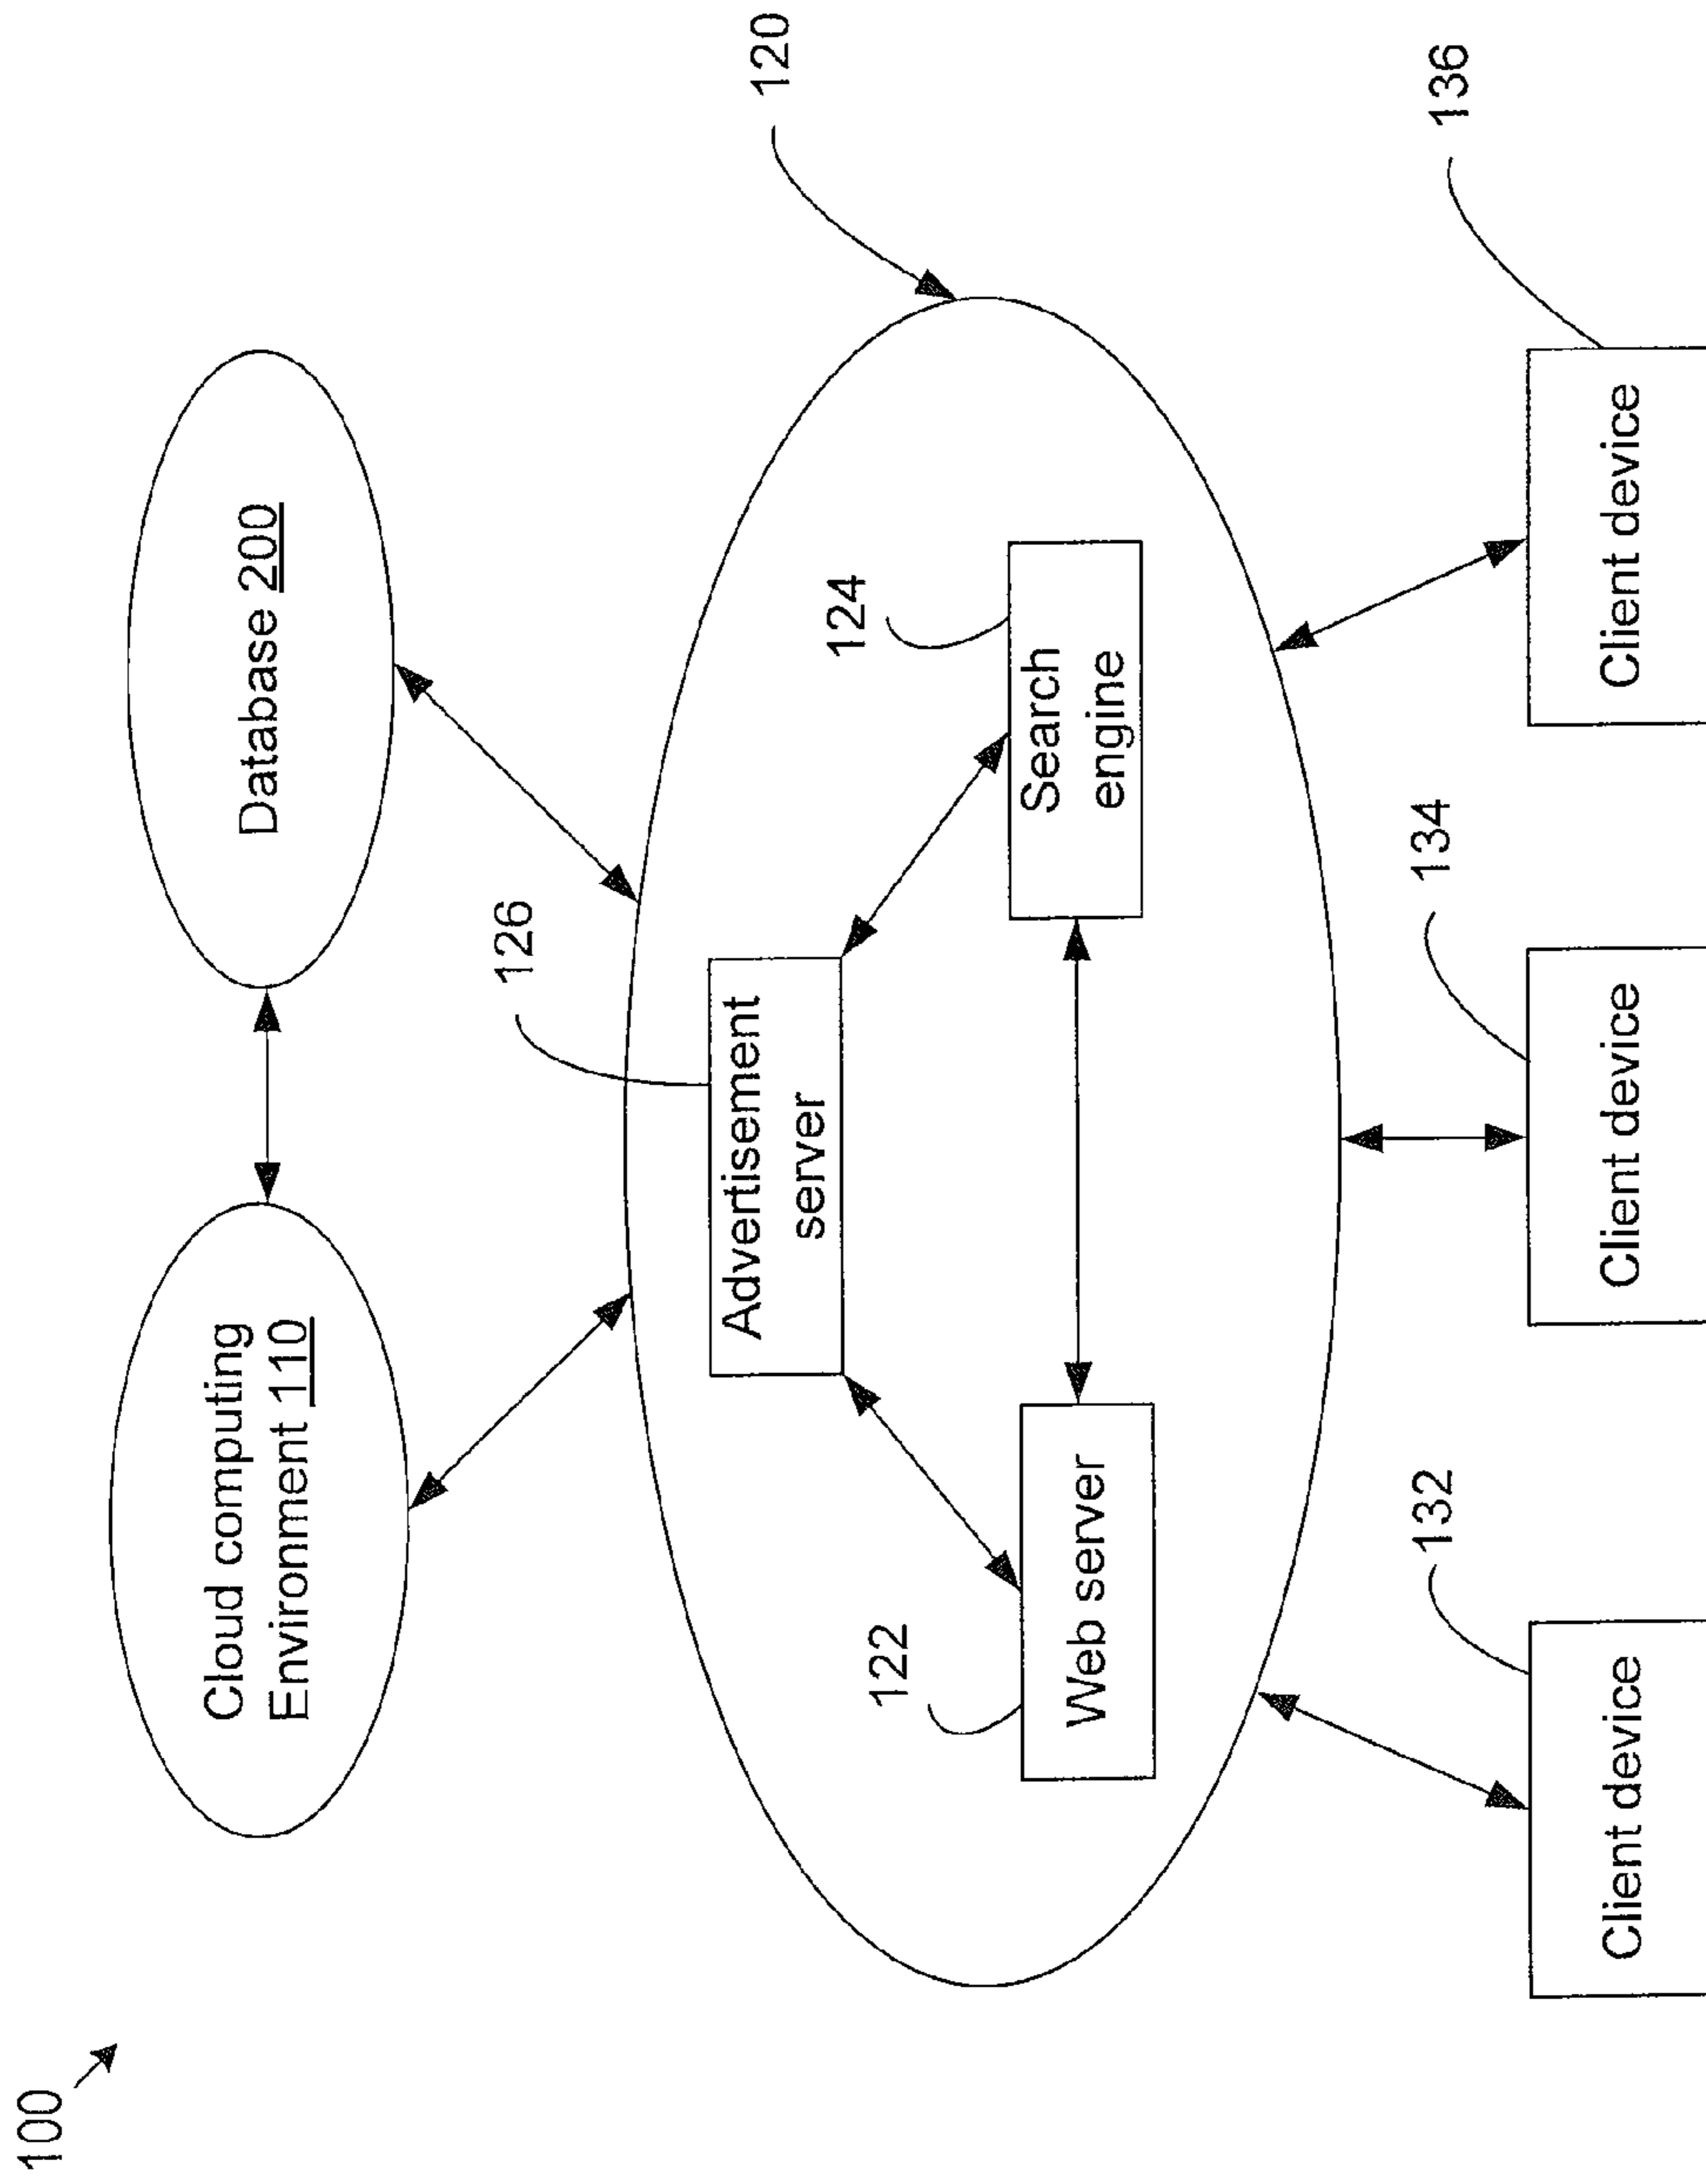 100
Cloud computing
Environment 110
Database 200
120
126
Advertisement
server
122
Web server
124
Search
engine
132
Client device
134
Client device
136
Client device